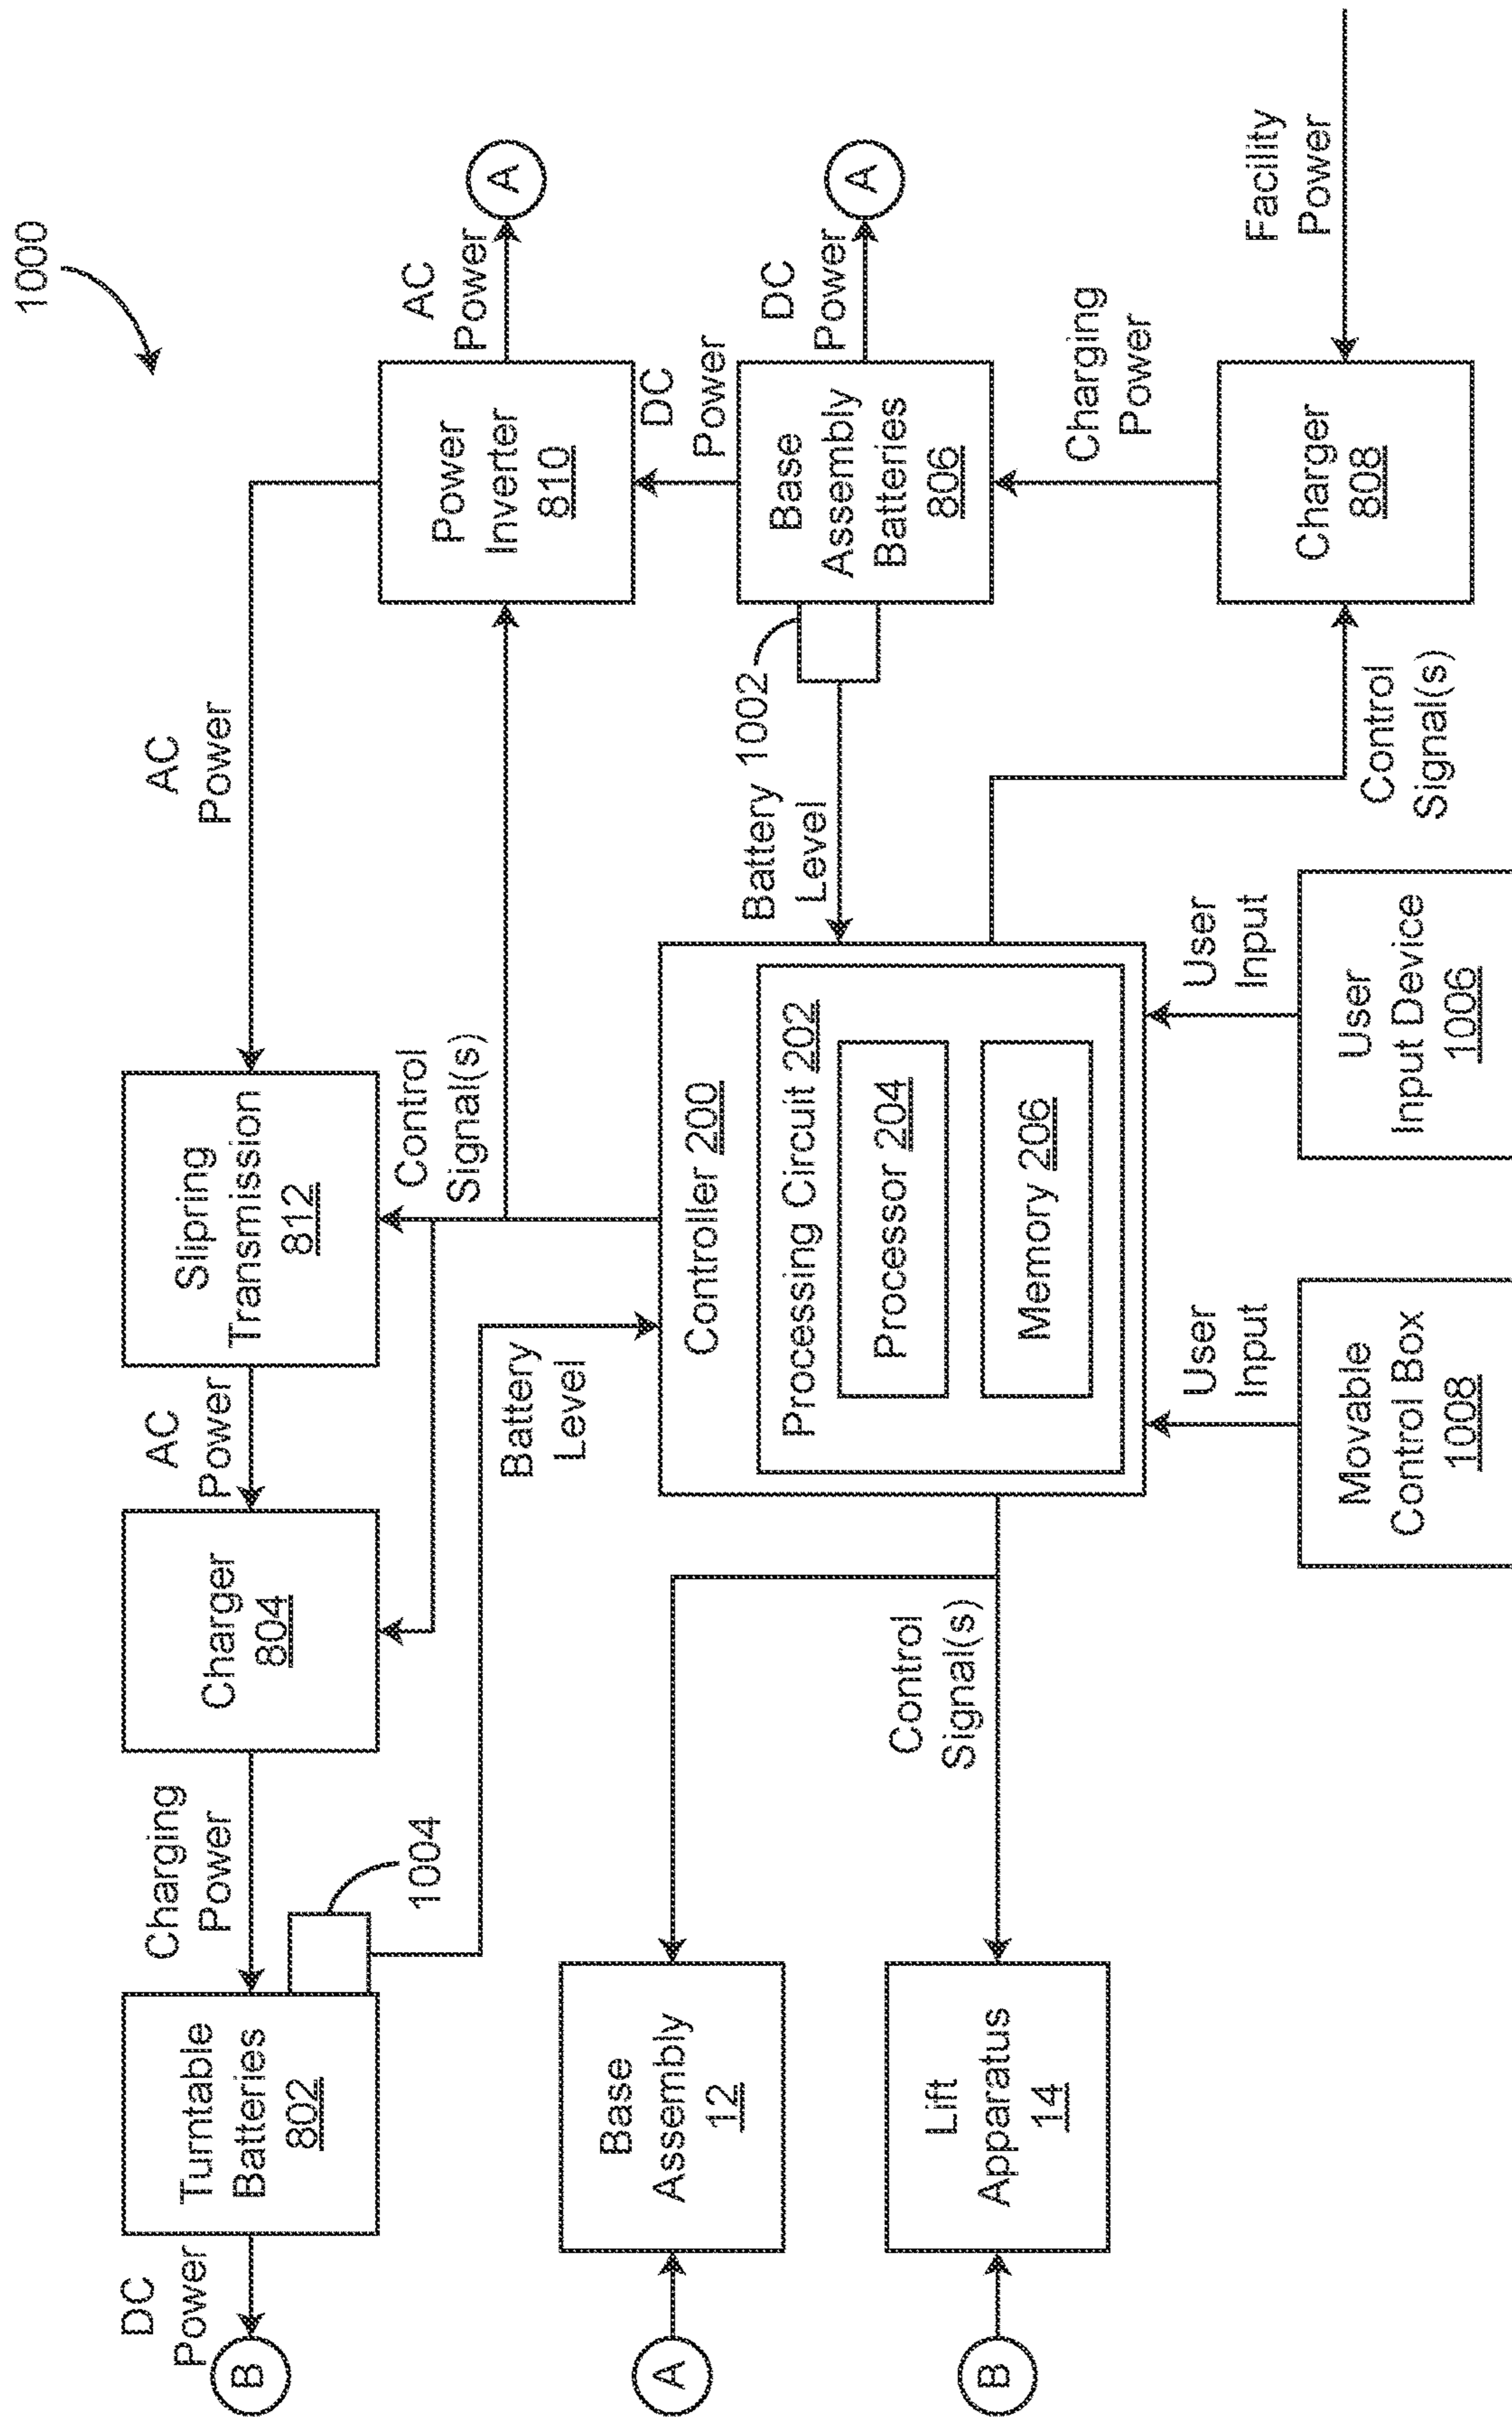 1000
DC
Power
B
Turntable
Batteries
802
1004
Charging
Power
Charger
804
AC
Power
Slipring
Transmission
812
AC
Power
Battery
Level
Control
Signal(s)
Power
Inverter
810
AC
Power
A
DC
Power
A
Base
Assembly
12
Controller 200
Processing Circuit 202
Processor 204
Memory 206
Battery
Level
1002
Base
Assembly
Batteries
806
DC
Power
A
B
Lift
Apparatus
14
Control
Signal(s)
Charging
Power
User
Input
User
Input
Control
Signal(s)
Facility
Power
Movable
Control Box
1008
User
Input Device
1006
Charger
808